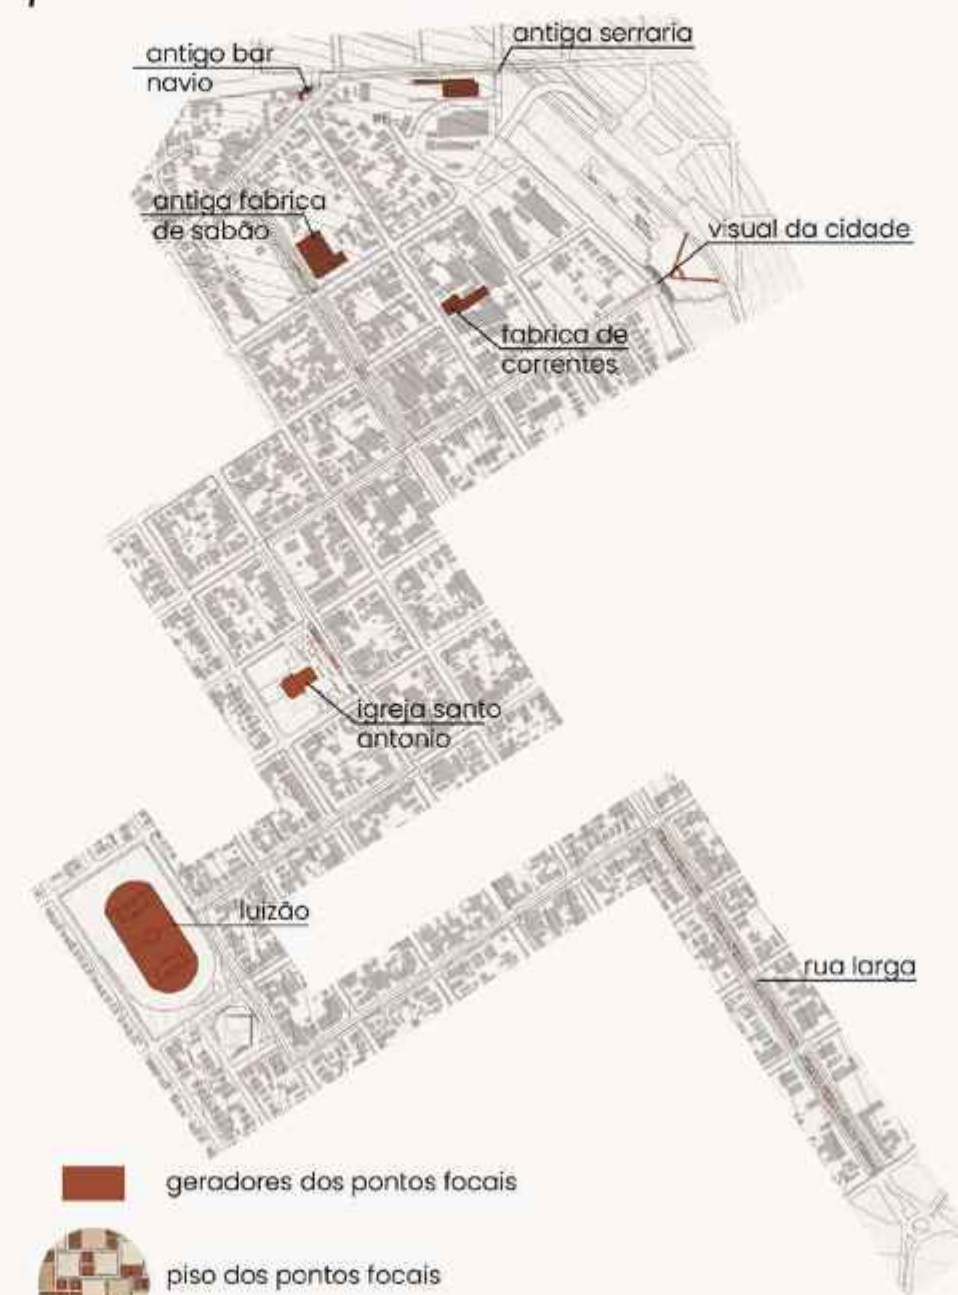 antiga serraria
antigo bar
navio
antiga fabrica
de sabão
visual da cidade
fabrica de
correntes
igreja santo
antonio
luizão
rua larga
geradores dos pontos focais
piso dos pontos focais